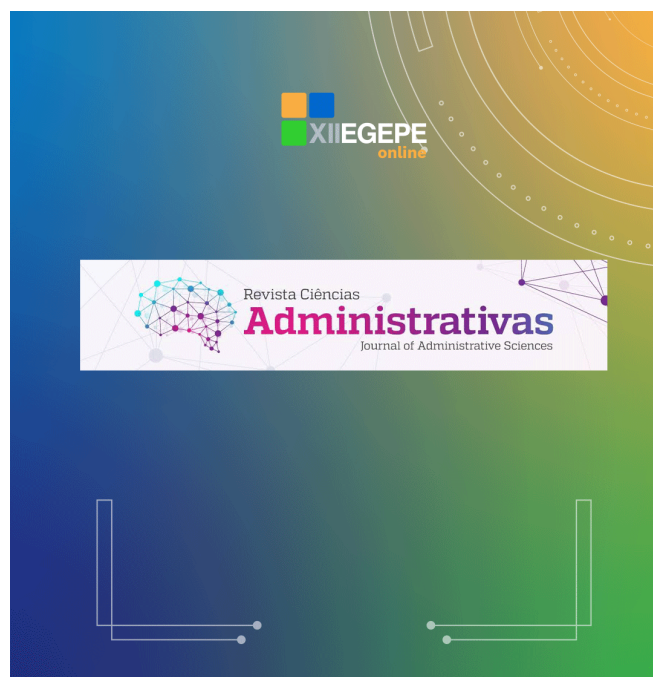 XIIEGEPE
online
Revista Ciências
Administrativas
Journal of Administrative Sciences